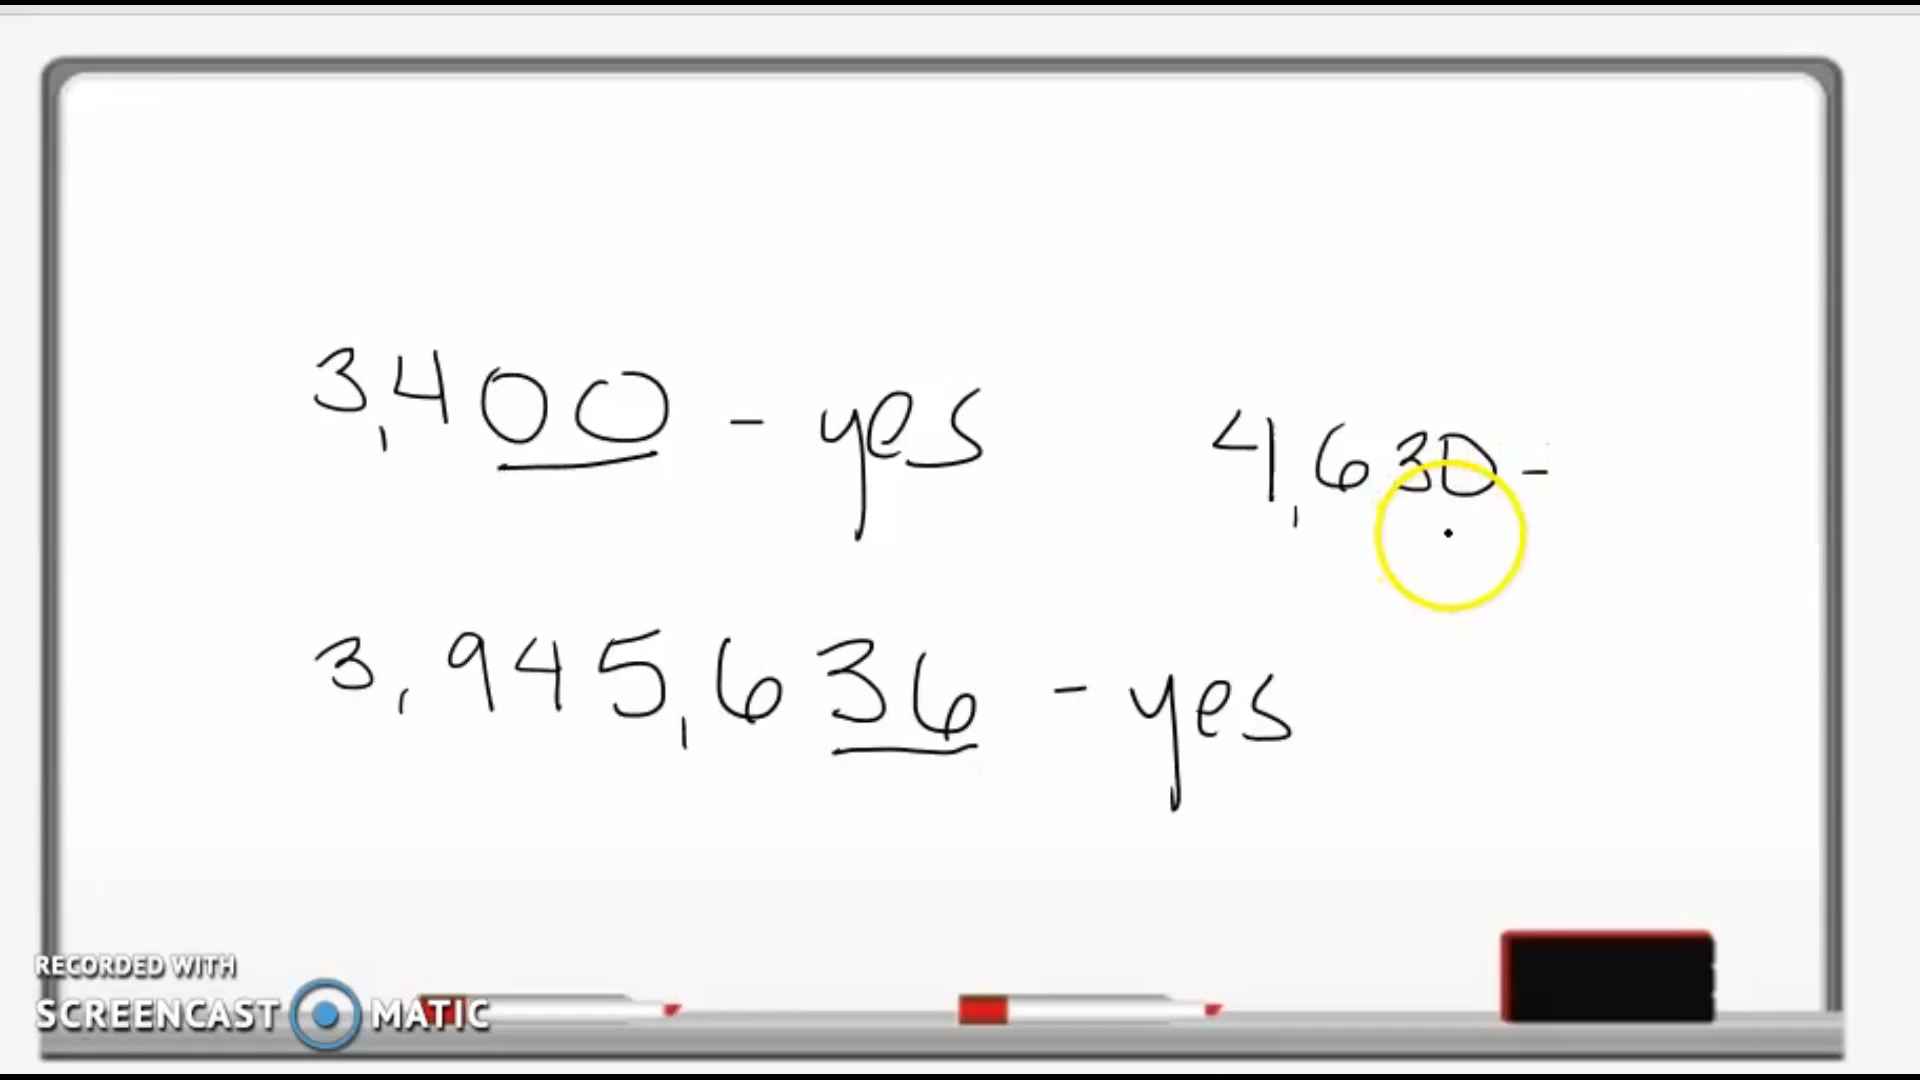 3,400 - yes
4,630 -
3,945,636 - yes
RECORDED WITH
SCREENCAST MATIC